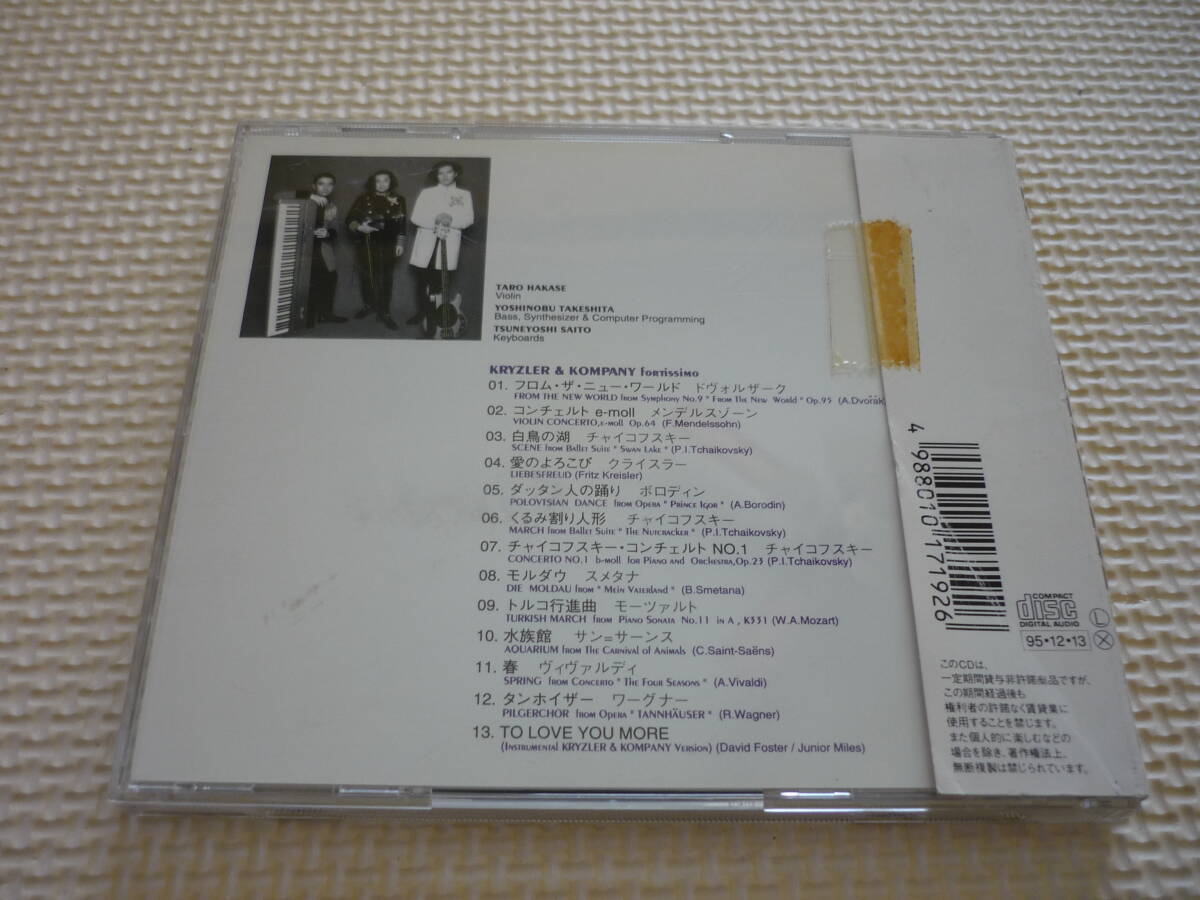 TARO HAKASE
Violin
YOSHINOBU TAKESHITA
Bass, Synthesizer & Computer Programming
TSUNEYOSHI SAITO
Keyboards
KRYZLER & KOMPANY fortissimo
01. フロム・ザ・ニュー・ワールド ドヴォルザーク
FROM THE NEW WORLD from Symphony No.9 " From The New World " Op.95 (A.Dvořák)
02. コンチェルト e-moll メンデルスゾーン
VIOLIN CONCERTO, e-moll Op.64 (F.Mendelssohn)
03. 白鳥の湖 チャイコフスキー
SCENE from Ballet Suite " Swan Lake " (P.I.Tchaikovsky)
04. 愛のよろこび クライスラー
LIEBESFREUD (Fritz Kreisler)
05. ダッタン人の踊り ボロディン
POLOVTSIAN DANCE from Opera " Prince Igor " (A.Borodin)
06. くるみ割り人形 チャイコフスキー
MARCH from Ballet Suite " The Nutcracker " (P.I.Tchaikovsky)
07. チャイコフスキー・コンチェルト NO.1 チャイコフスキー
CONCERTO NO.1 b-moll for Piano and Orchestra,Op.23 (P.I.Tchaikovsky)
08. モルダウ スメタナ
DIE MOLDAU from " Mein Vaterland " (B.Smetana)
09. トルコ行進曲 モーツァルト
TURKISH MARCH from Piano Sonata No.11 in A , K331 (W.A.Mozart)
10. 水族館 サン=サーンス
AQUARIUM from The Carnival of Animals (C.Saint-Saëns)
11. 春 ヴィヴァルディ
SPRING from Concerto " The Four Seasons " (A.Vivaldi)
12. タンホイザー ワーグナー
PILGERCHOR from Opera " TANNHÄUSER " (R.Wagner)
13. TO LOVE YOU MORE
(Instrumental KRYZLER & KOMPANY Version) (David Foster / Junior Miles)
4 988010 171926
COMPACT
disc
DIGITAL AUDIO
L
X
95・12・13
このCDは、
一定期間貸与非許諾商品ですが、
この期間経過後も
権利者の許諾なく賃貸業に
使用することを禁じます。
また個人的に楽しむなどの
場合を除き、著作権法上、
無断複製は禁じられています。